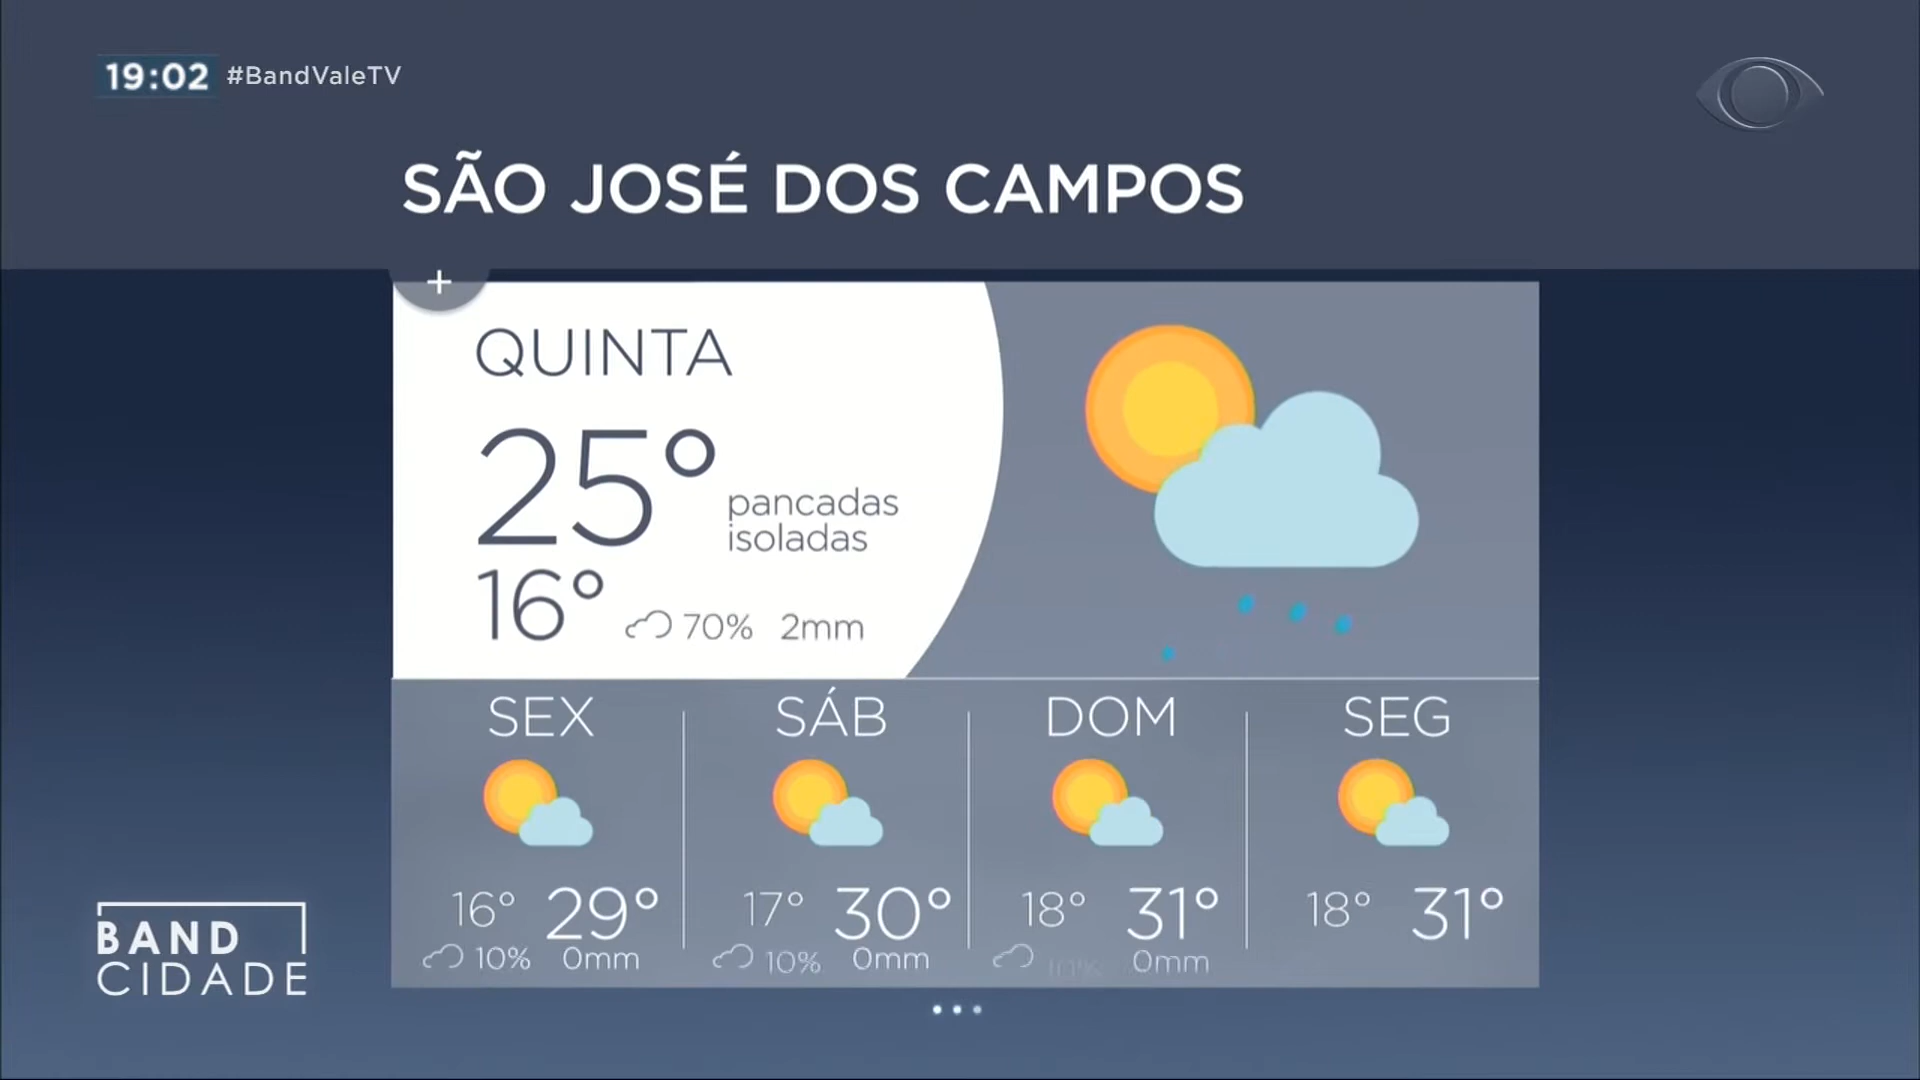 19:02 #BandValeTV
SÃO JOSÉ DOS CAMPOS
+
QUINTA
25°
pancadas
isoladas
16°
70% 2mm
SEX SÁB DOM SEG
16° 29° 17° 30° 18° 31° 18° 31°
10% 0mm 10% 0mm 0mm
BAND
CIDADE